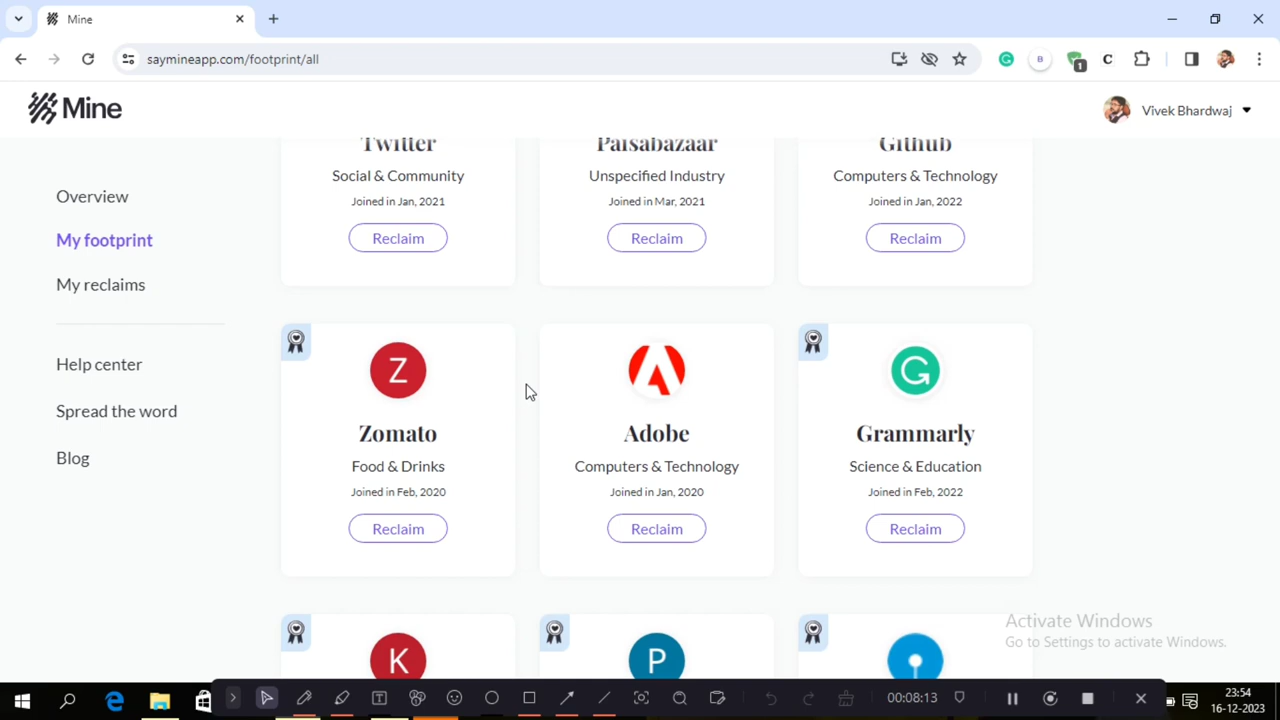 Mine
saymineapp.com/footprint/all
B
1
C
Mine
Vivek Bhardwaj
Overview
My footprint
My reclaims
Help center
Spread the word
Blog
Twitter
Paisabazaar
Github
Social & Community
Unspecified Industry
Computers & Technology
Joined in Jan, 2021
Joined in Mar, 2021
Joined in Jan, 2022
Reclaim
Reclaim
Reclaim
Z
Zomato
Adobe
Grammarly
Food & Drinks
Computers & Technology
Science & Education
Joined in Feb, 2020
Joined in Jan, 2020
Joined in Feb, 2022
Reclaim
Reclaim
Reclaim
K
P
Activate Windows
Go to Settings to activate Windows.
00:08:13
23:54
16-12-2023